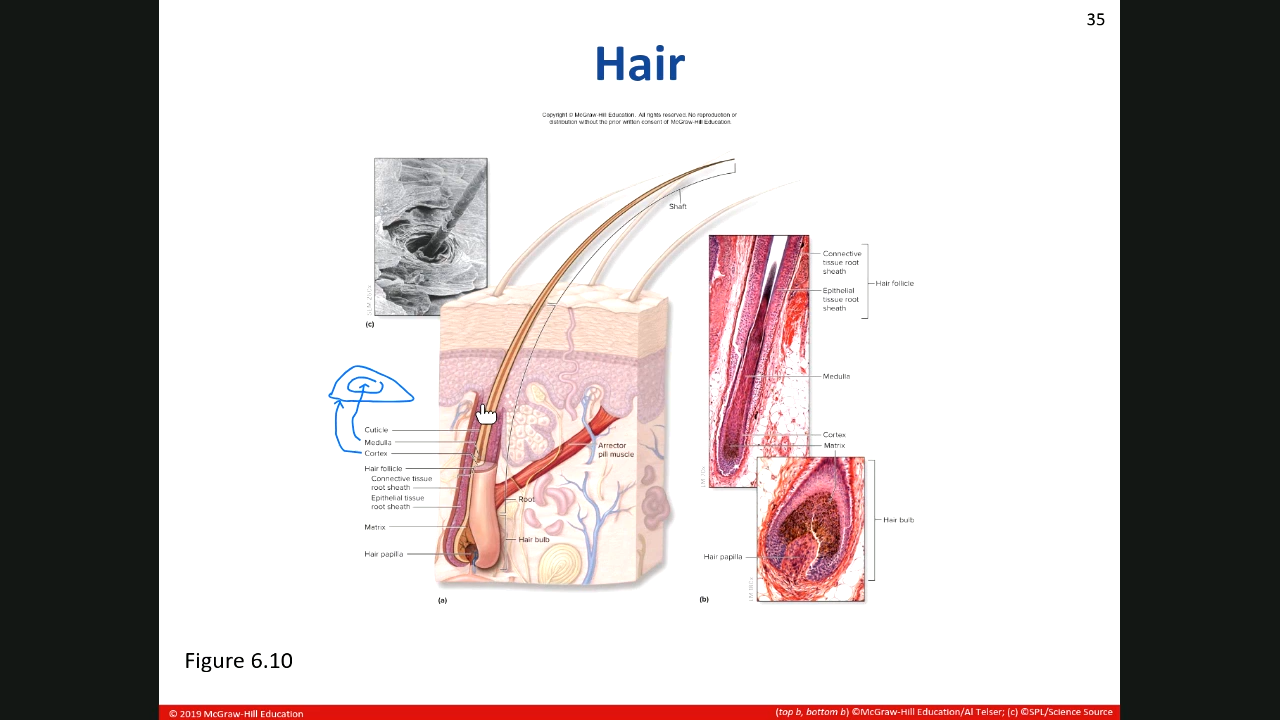 35
Hair
Copyright © McGraw-Hill Education. All rights reserved. No reproduction or
distribution without the prior written consent of McGraw-Hill Education.
Shaft
(c)
Cuticle
Medulla
Cortex
Hair follicle
Connective tissue
root sheath
Epithelial tissue
root sheath
Matrix
Hair papilla
Arrector
pili muscle
Root
Hair bulb
(a)
Connective
tissue root
sheath
Epithelial
tissue root
sheath
Hair follicle
Medulla
Cortex
Matrix
Hair bulb
Hair papilla
(b)
Figure 6.10
© 2019 McGraw-Hill Education
(top b, bottom b) ©McGraw-Hill Education/Al Telser; (c) ©SPL/Science Source